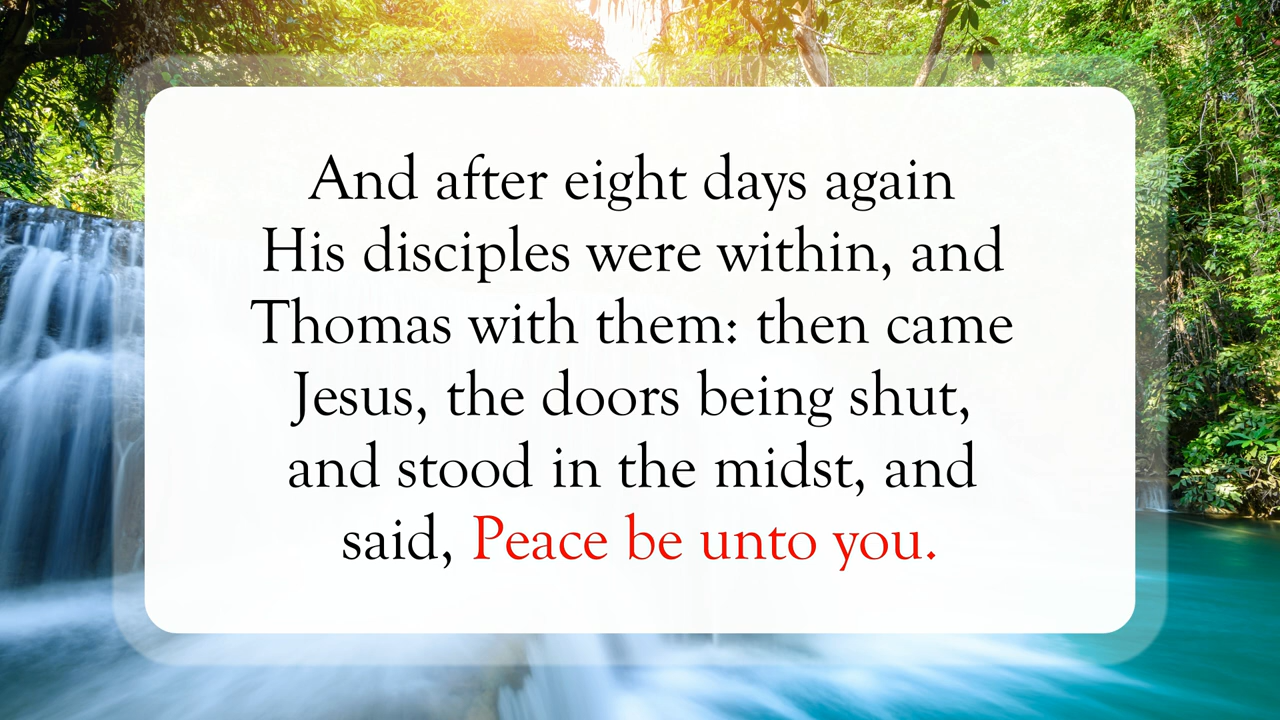 And after eight days again
His disciples were within, and
Thomas with them: then came
Jesus, the doors being shut,
and stood in the midst, and
said, Peace be unto you.